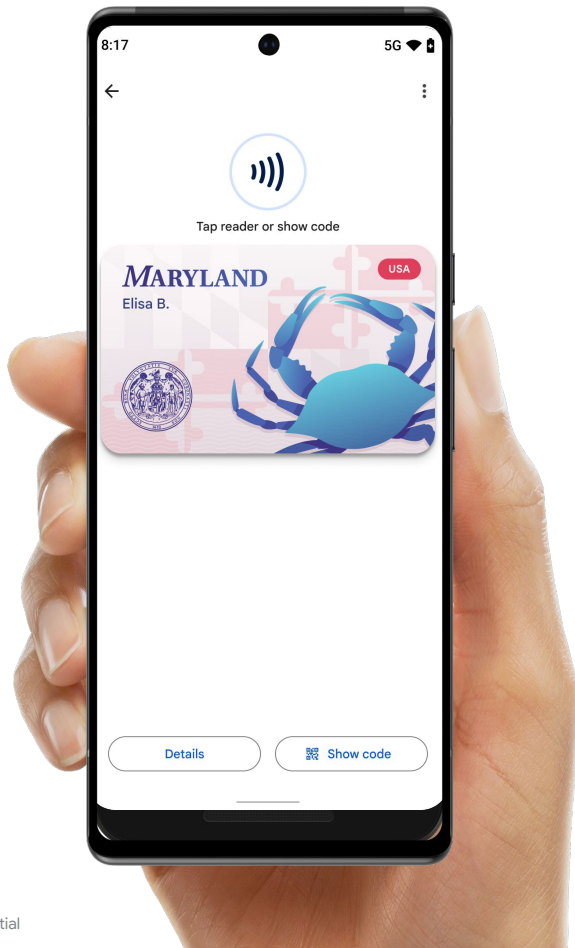 8:17
5G
Tap reader or show code
MARYLAND
USA
Elisa B.
Details
Show code
tial